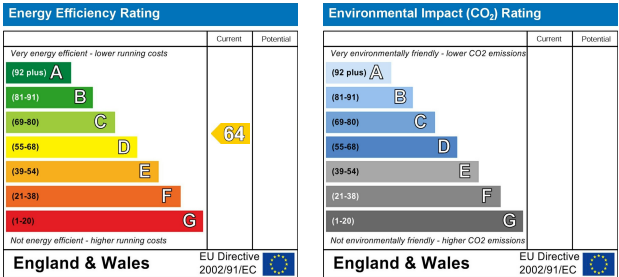 Energy Efficiency Rating
Current Potential
Very energy efficient - lower running costs
(92 plus) A
(81-91) B
(69-80) C
(55-68) D
(39-54) E
(21-38) F
(1-20) G
64
Not energy efficient - higher running costs
England & Wales
EU Directive
2002/91/EC
Environmental Impact (CO2) Rating
Current Potential
Very environmentally friendly - lower CO2 emissions
(92 plus) A
(81-91) B
(69-80) C
(55-68) D
(39-54) E
(21-38) F
(1-20) G
Not environmentally friendly - higher CO2 emissions
England & Wales
EU Directive
2002/91/EC